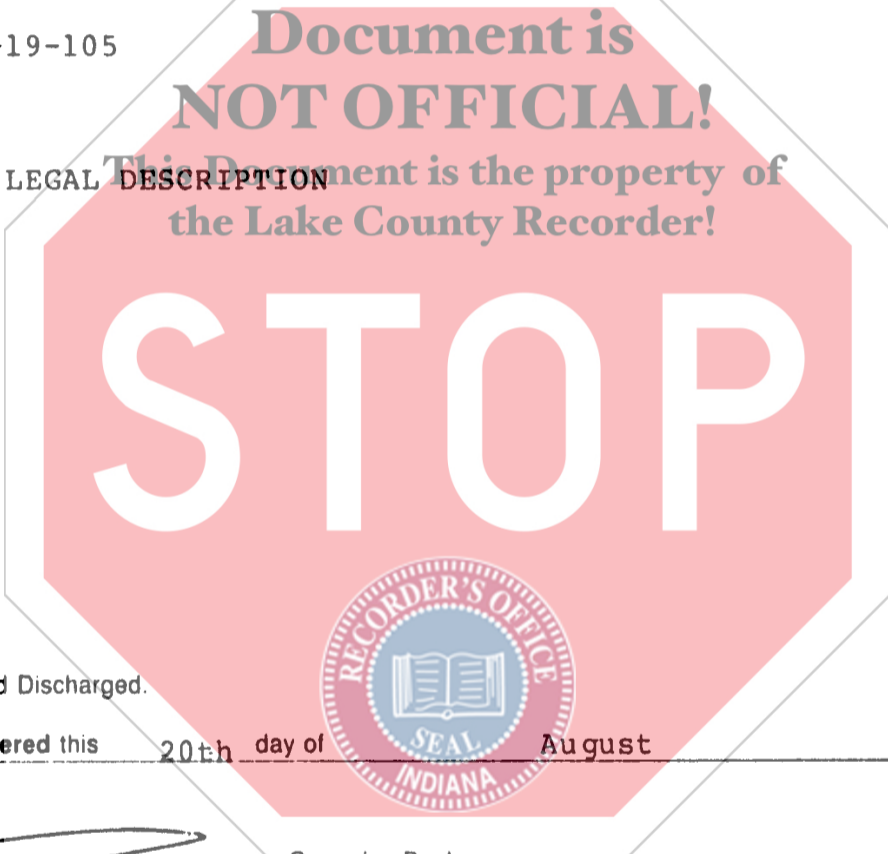 -19-105
Document is
NOT OFFICIAL!
LEGAL DESCRIPTION
This Document is the property of
the Lake County Recorder!
STOP
RECORDER'S OFFICE
SEAL
INDIANA
Discharged.
ered this 20th day of August